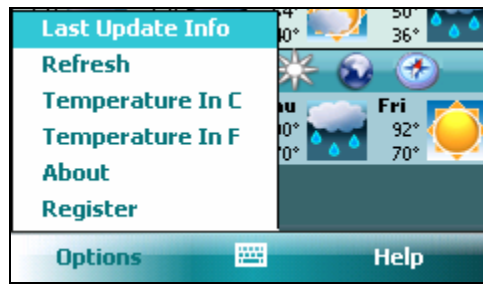 Last Update Info
Refresh
Temperature In C
Temperature In F
About
Register
50°
36°
Fri
92°
70°
Options
Help